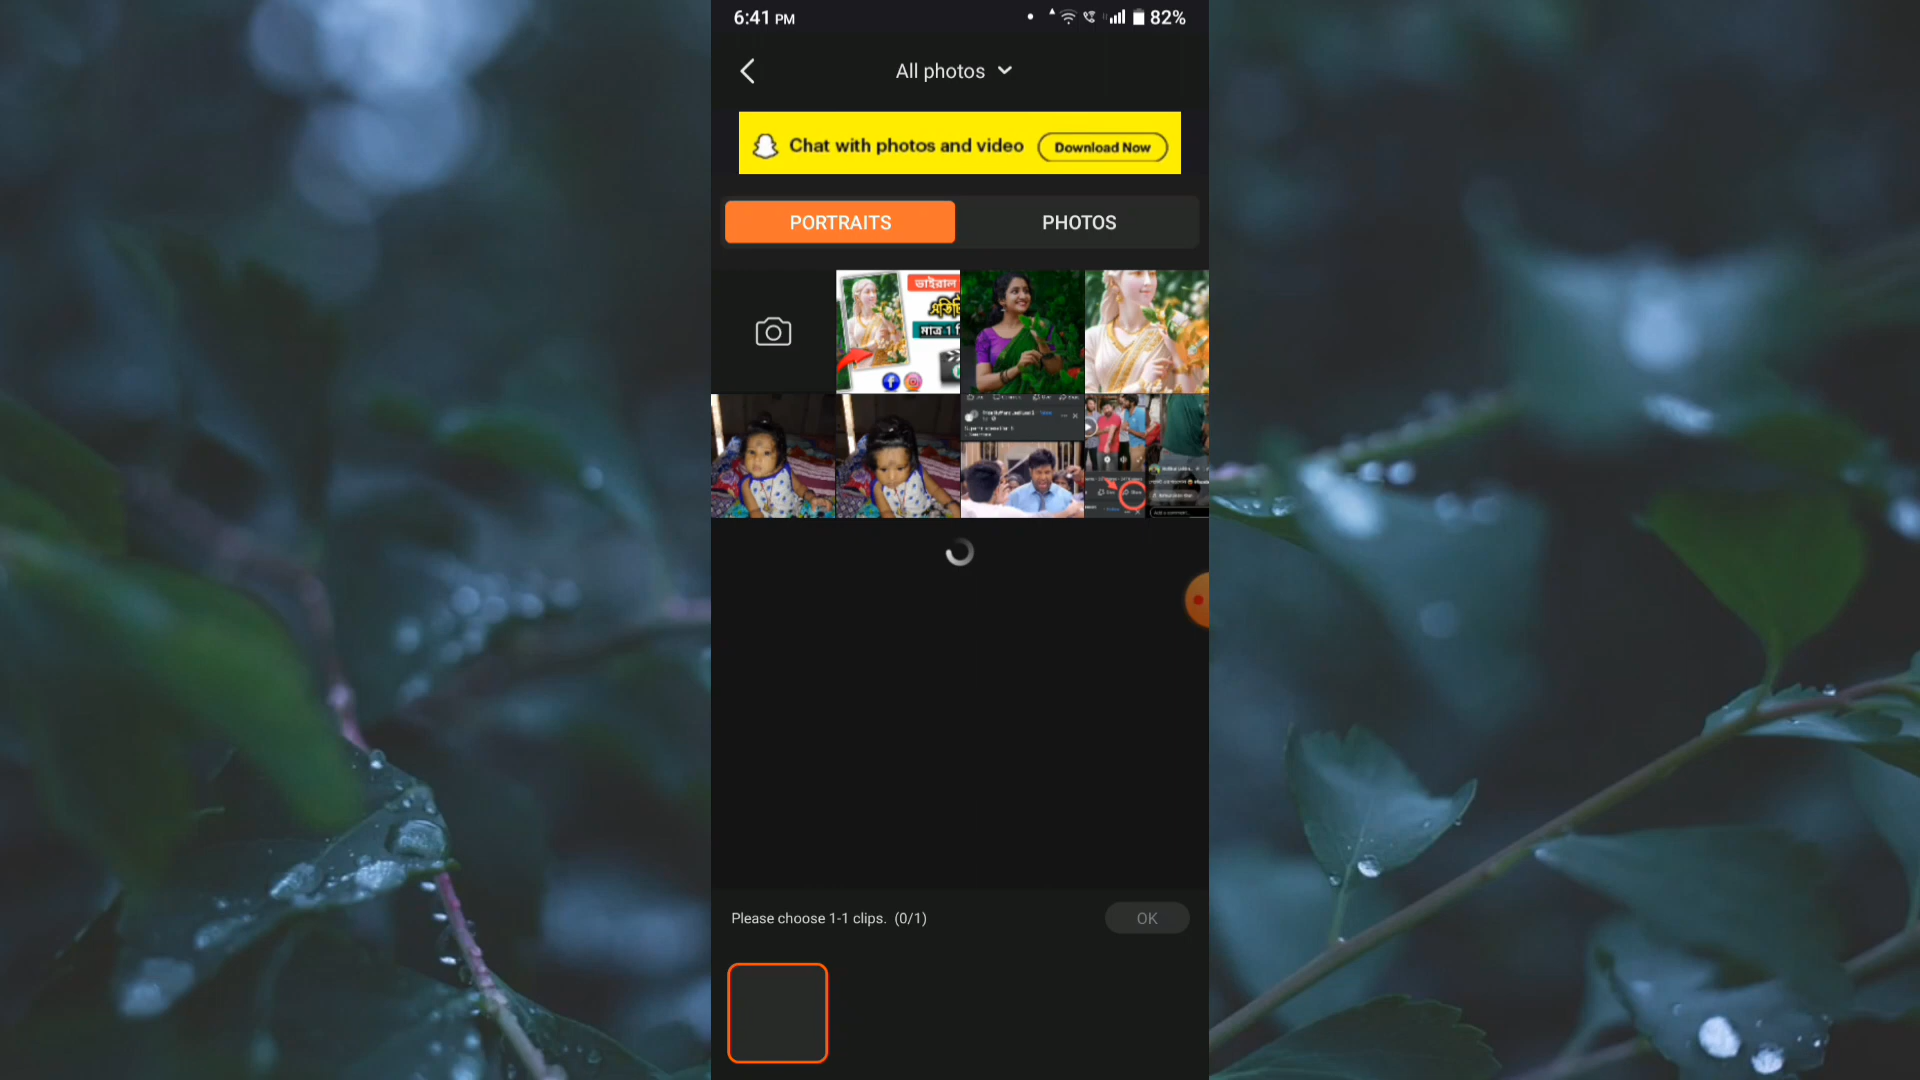 6:41 PM
82%
All photos
Chat with photos and video
Download Now
PORTRAITS
PHOTOS
ভাইরাল
মাত্র 1
Please choose 1-1 clips. (0/1)
OK